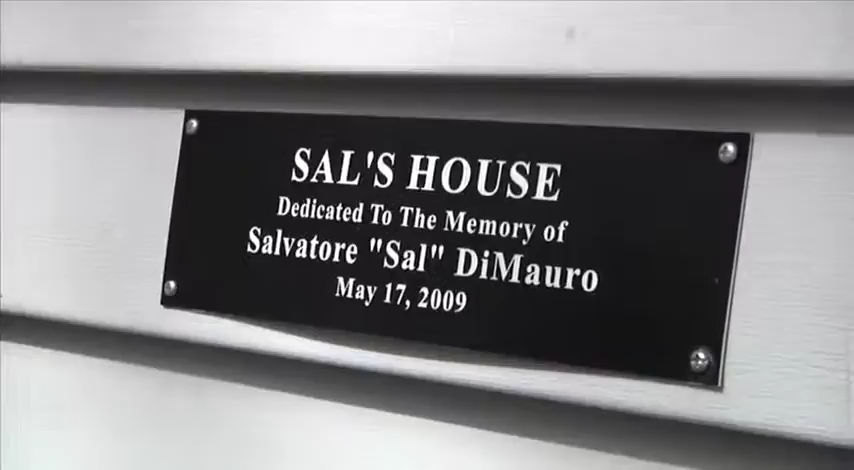 SAL'S HOUSE
Dedicated To The Memory of
Salvatore "Sal" DiMauro
May 17, 2009